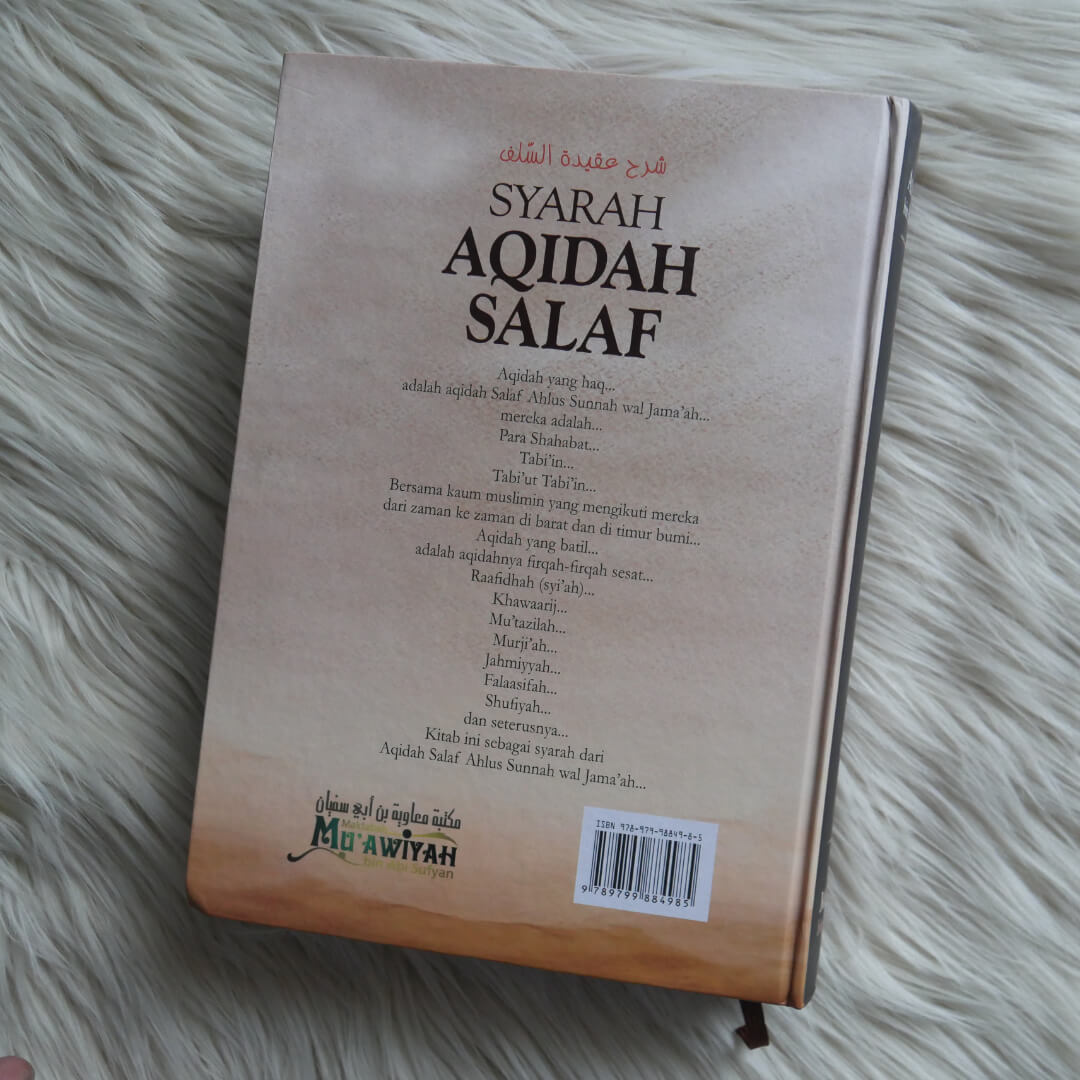 شرح عقيدة السّلف
SYARAH
AQIDAH
SALAF
Aqidah yang haq...
adalah aqidah Salaf Ahlus Sunnah wal Jama'ah...
mereka adalah...
Para Shahabat...
Tabi'in...
Tabi'ut Tabi'in...
Bersama kaum muslimin yang mengikuti mereka
dari zaman ke zaman di barat dan di timur bumi...
Aqidah yang batil...
adalah aqidahnya firqah-firqah sesat...
Raafidhah (syi'ah)...
Khawaarij...
Mu'tazilah...
Murji'ah...
Jahmiyyah...
Falaasifah...
Shufiyah...
dan seterusnya...
Kitab ini sebagai syarah dari
Aqidah Salaf Ahlus Sunnah wal Jama'ah...
مكتبة معاوية بن أبي سفيان
Maktabah
MU'AWIYAH
bin Abi Sufyan
ISBN 978-979-98849-8-5
9 789799 884985